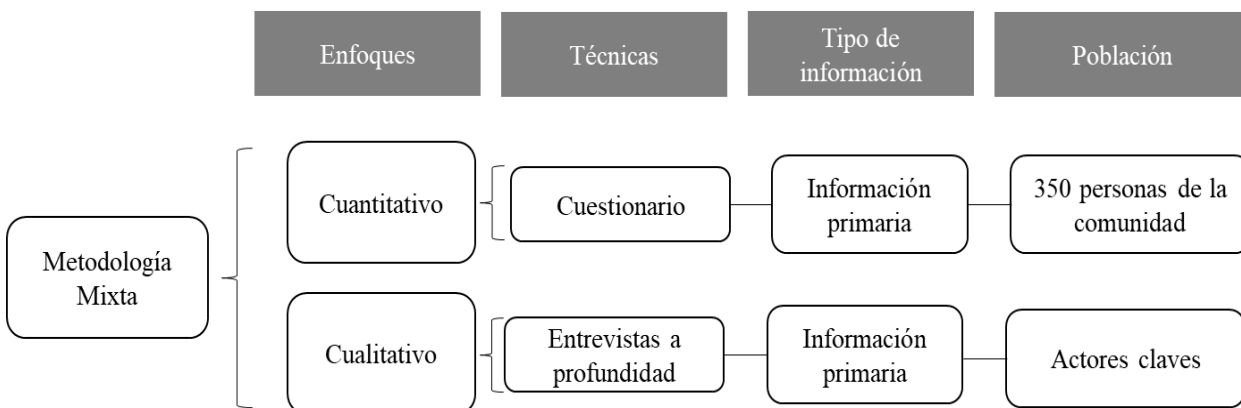 Enfoques
Técnicas
Tipo de
información
Población
Metodología
Mixta
Cuantitativo
Cuestionario
Información
primaria
350 personas de la
comunidad
Cualitativo
Entrevistas a
profundidad
Información
primaria
Actores claves